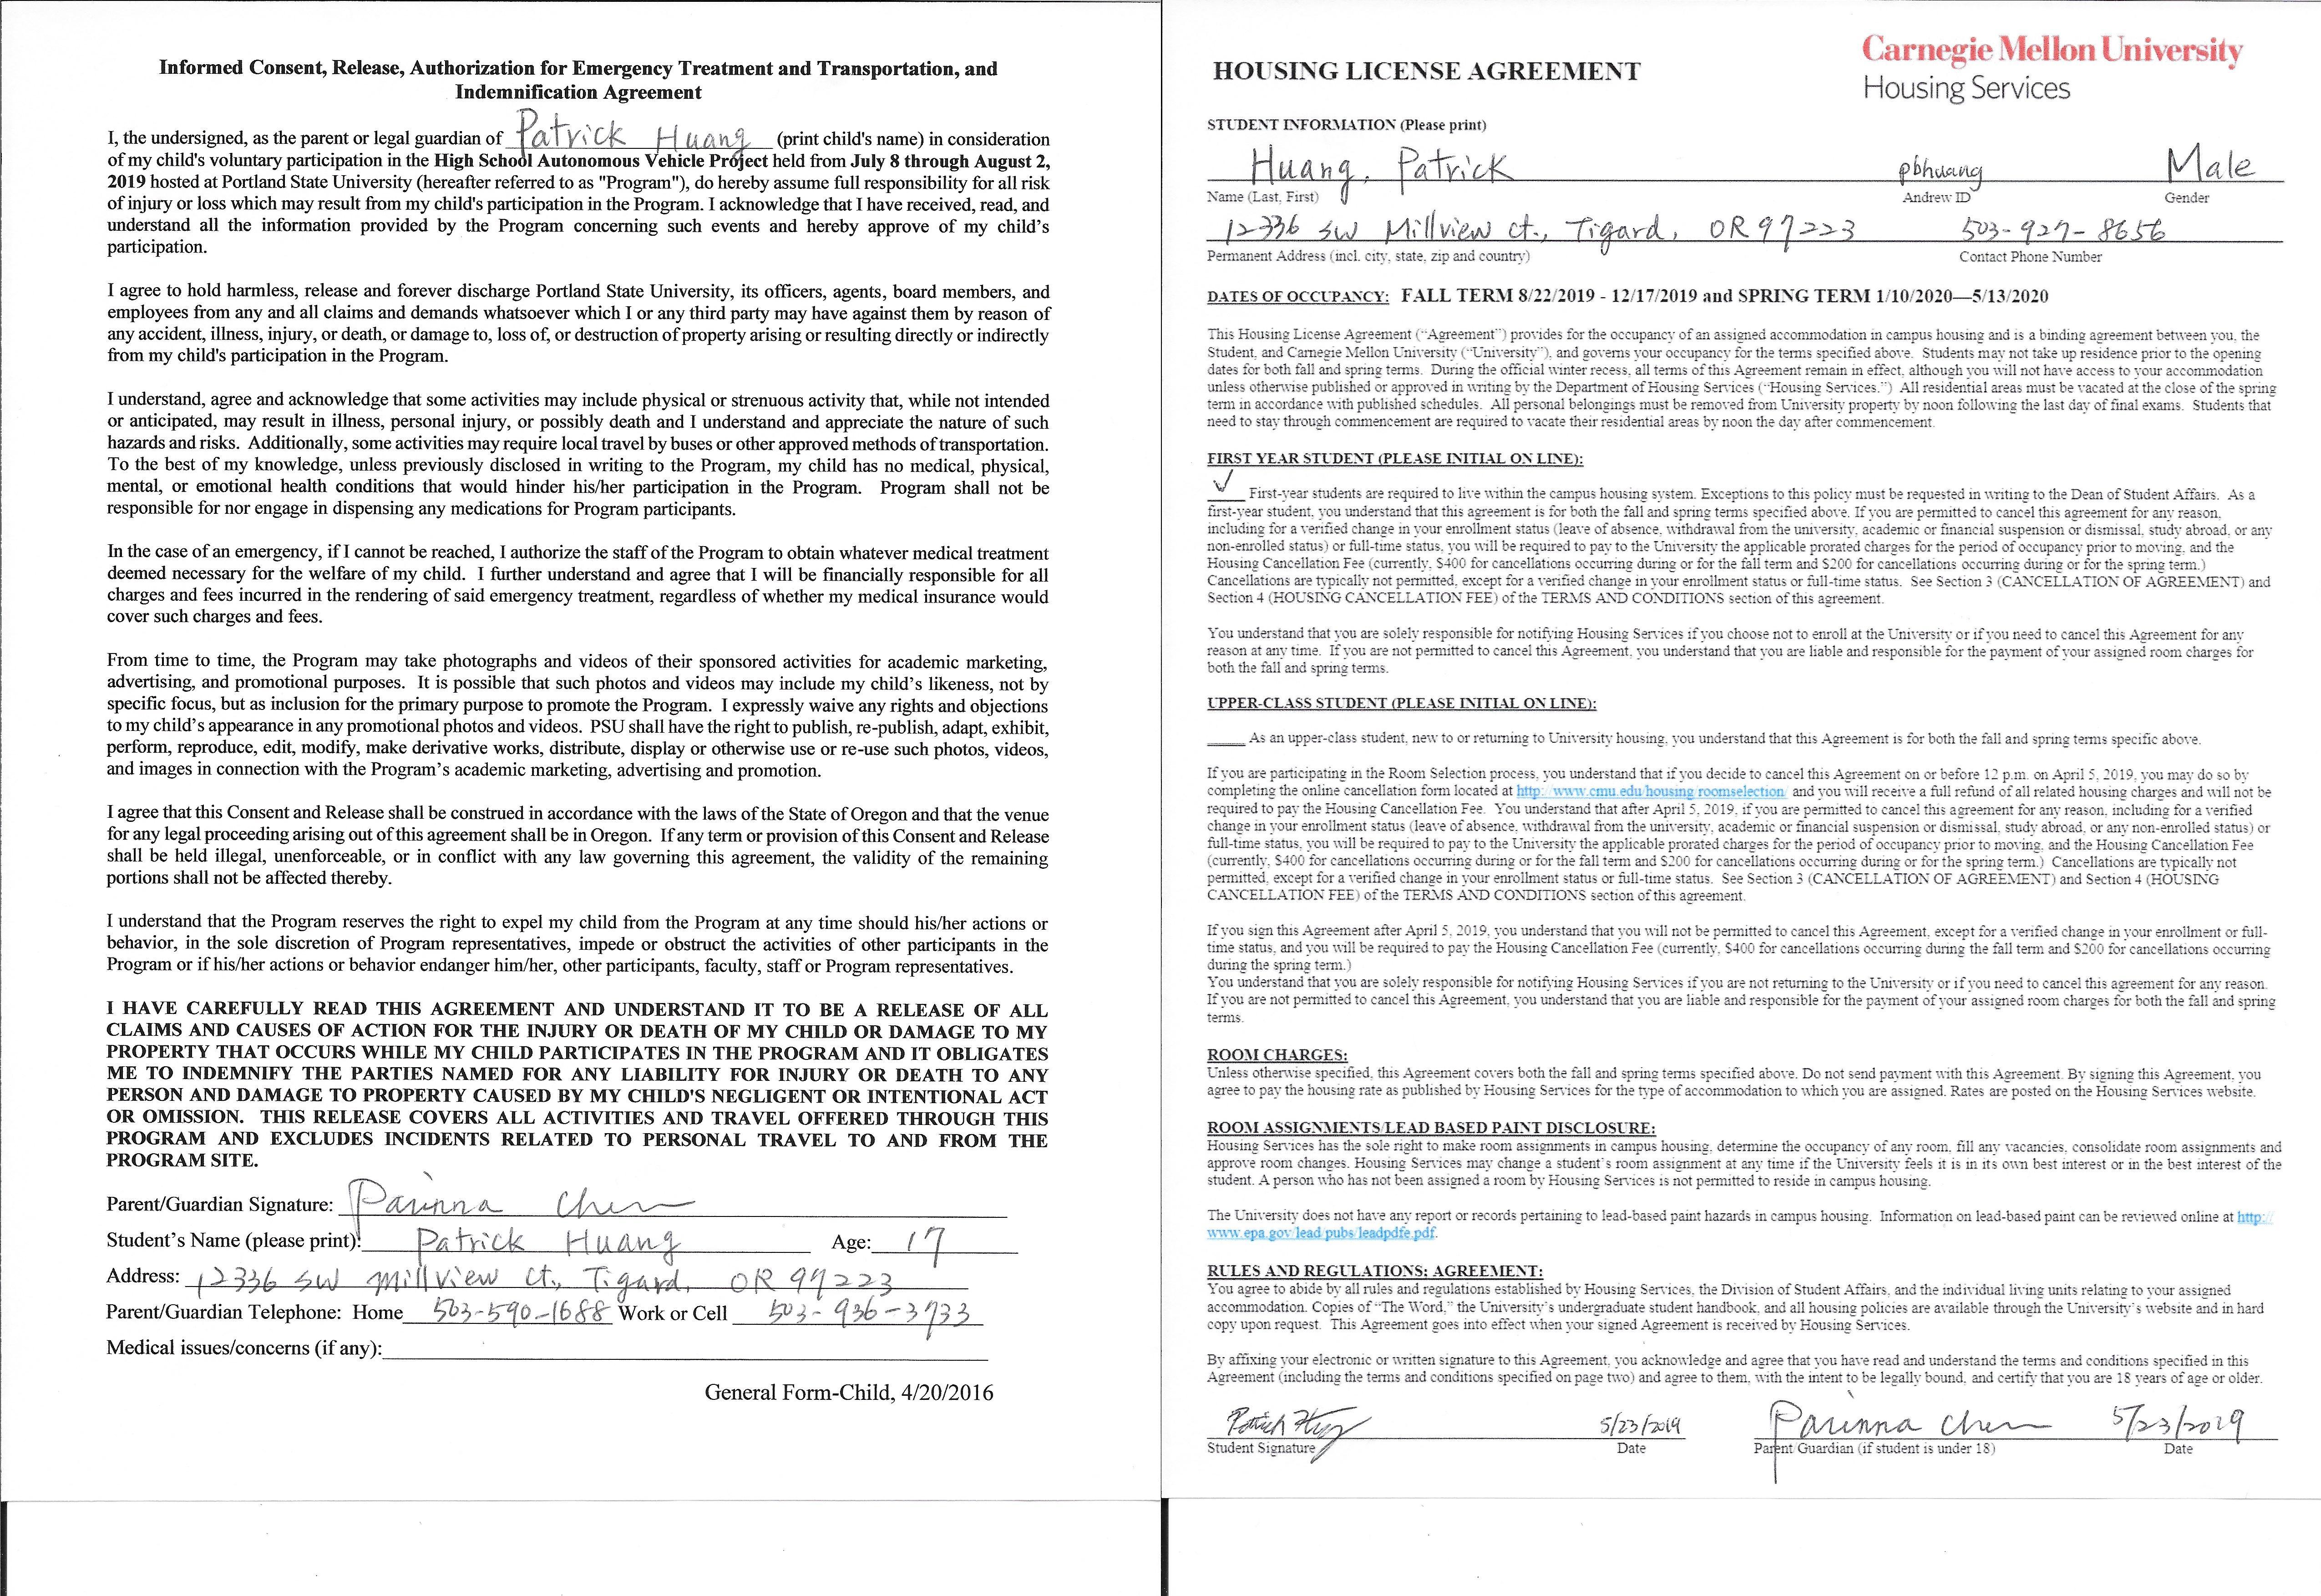 Informed Consent, Release, Authorization for Emergency Treatment and Transportation, and
Indemnification Agreement
I, the undersigned, as the parent or legal guardian of Patrick Huang (print child's name) in consideration
of my child's voluntary participation in the High School Autonomous Vehicle Project held from July 8 through August 2,
2019 hosted at Portland State University (hereafter referred to as "Program"), do hereby assume full responsibility for all risk
of injury or loss which may result from my child's participation in the Program. I acknowledge that I have received, read, and
understand all the information provided by the Program concerning such events and hereby approve of my child's
participation.
I agree to hold harmless, release and forever discharge Portland State University, its officers, agents, board members, and
employees from any and all claims and demands whatsoever which I or any third party may have against them by reason of
any accident, illness, injury, or death, or damage to, loss of, or destruction of property arising or resulting directly or indirectly
from my child's participation in the Program.
I understand, agree and acknowledge that some activities may include physical or strenuous activity that, while not intended
or anticipated, may result in illness, personal injury, or possibly death and I understand and appreciate the nature of such
hazards and risks. Additionally, some activities may require local travel by buses or other approved methods of transportation.
To the best of my knowledge, unless previously disclosed in writing to the Program, my child has no medical, physical,
mental, or emotional health conditions that would hinder his/her participation in the Program. Program shall not be
responsible for nor engage in dispensing any medications for Program participants.
In the case of an emergency, if I cannot be reached, I authorize the staff of the Program to obtain whatever medical treatment
deemed necessary for the welfare of my child. I further understand and agree that I will be financially responsible for all
charges and fees incurred in the rendering of said emergency treatment, regardless of whether my medical insurance would
cover such charges and fees.
From time to time, the Program may take photographs and videos of their sponsored activities for academic marketing,
advertising, and promotional purposes. It is possible that such photos and videos may include my child's likeness, not by
specific focus, but as inclusion for the primary purpose to promote the Program. I expressly waive any rights and objections
to my child's appearance in any promotional photos and videos. PSU shall have the right to publish, re-publish, adapt, exhibit,
perform, reproduce, edit, modify, make derivative works, distribute, display or otherwise use or re-use such photos, videos,
and images in connection with the Program's academic marketing, advertising and promotion.
I agree that this Consent and Release shall be construed in accordance with the laws of the State of Oregon and that the venue
for any legal proceeding arising out of this agreement shall be in Oregon. If any term or provision of this Consent and Release
shall be held illegal, unenforceable, or in conflict with any law governing this agreement, the validity of the remaining
portions shall not be affected thereby.
I understand that the Program reserves the right to expel my child from the Program at any time should his/her actions or
behavior, in the sole discretion of Program representatives, impede or obstruct the activities of other participants in the
Program or if his/her actions or behavior endanger him/her, other participants, faculty, staff or Program representatives.
I HAVE CAREFULLY READ THIS AGREEMENT AND UNDERSTAND IT TO BE A RELEASE OF ALL
CLAIMS AND CAUSES OF ACTION FOR THE INJURY OR DEATH OF MY CHILD OR DAMAGE TO MY
PROPERTY THAT OCCURS WHILE MY CHILD PARTICIPATES IN THE PROGRAM AND IT OBLIGATES
ME TO INDEMNIFY THE PARTIES NAMED FOR ANY LIABILITY FOR INJURY OR DEATH TO ANY
PERSON AND DAMAGE TO PROPERTY CAUSED BY MY CHILD'S NEGLIGENT OR INTENTIONAL ACT
OR OMISSION. THIS RELEASE COVERS ALL ACTIVITIES AND TRAVEL OFFERED THROUGH THIS
PROGRAM AND EXCLUDES INCIDENTS RELATED TO PERSONAL TRAVEL TO AND FROM THE
PROGRAM SITE.
Parent/Guardian Signature: Parinna Chen
Student's Name (please print): Patrick Huang Age: 17
Address: 12336 SW Millview Ct., Tigard, OR 97223
Parent/Guardian Telephone: Home 503-590-1688 Work or Cell 503-936-3733
Medical issues/concerns (if any):
General Form-Child, 4/20/2016
Carnegie Mellon University
HOUSING LICENSE AGREEMENT
Housing Services
STUDENT INFORMATION (Please print)
Huang, Patrick pbhuang Male
Name (Last, First) Andrew ID Gender
12336 SW Millview Ct., Tigard, OR 97223 503-927-8656
Permanent Address (incl. city, state, zip and country) Contact Phone Number
DATES OF OCCUPANCY: FALL TERM 8/22/2019 - 12/17/2019 and SPRING TERM 1/10/2020—5/13/2020
This Housing License Agreement ("Agreement") provides for the occupancy of an assigned accommodation in campus housing and is a binding agreement between you, the
Student, and Carnegie Mellon University ("University"), and governs your occupancy for the terms specified above. Students may not take up residence prior to the opening
dates for both fall and spring terms. During the official winter recess, all terms of this Agreement remain in effect, although you will not have access to your accommodation
unless otherwise published or approved in writing by the Department of Housing Services ("Housing Services.") All residential areas must be vacated at the close of the spring
term in accordance with published schedules. All personal belongings must be removed from University property by noon following the last day of final exams. Students that
need to stay through commencement are required to vacate their residential areas by noon the day after commencement.
FIRST YEAR STUDENT (PLEASE INITIAL ON LINE):
✓ First-year students are required to live within the campus housing system. Exceptions to this policy must be requested in writing to the Dean of Student Affairs. As a
first-year student, you understand that this agreement is for both the fall and spring terms specified above. If you are permitted to cancel this agreement for any reason,
including for a verified change in your enrollment status (leave of absence, withdrawal from the university, academic or financial suspension or dismissal, study abroad, or any
non-enrolled status) or full-time status, you will be required to pay to the University the applicable prorated charges for the period of occupancy prior to moving, and the
Housing Cancellation Fee (currently, $400 for cancellations occurring during or for the fall term and $200 for cancellations occurring during or for the spring term.)
Cancellations are typically not permitted, except for a verified change in your enrollment status or full-time status. See Section 3 (CANCELLATION OF AGREEMENT) and
Section 4 (HOUSING CANCELLATION FEE) of the TERMS AND CONDITIONS section of this agreement.
You understand that you are solely responsible for notifying Housing Services if you choose not to enroll at the University or if you need to cancel this Agreement for any
reason at any time. If you are not permitted to cancel this Agreement, you understand that you are liable and responsible for the payment of your assigned room charges for
both the fall and spring terms.
UPPER-CLASS STUDENT (PLEASE INITIAL ON LINE):
As an upper-class student, new to or returning to University housing, you understand that this Agreement is for both the fall and spring terms specific above.
If you are participating in the Room Selection process, you understand that if you decide to cancel this Agreement on or before 12 p.m. on April 5, 2019, you may do so by
completing the online cancellation form located at http://www.cmu.edu/housing/roomselection/ and you will receive a full refund of all related housing charges and will not be
required to pay the Housing Cancellation Fee. You understand that after April 5, 2019, if you are permitted to cancel this agreement for any reason, including for a verified
change in your enrollment status (leave of absence, withdrawal from the university, academic or financial suspension or dismissal, study abroad, or any non-enrolled status) or
full-time status, you will be required to pay to the University the applicable prorated charges for the period of occupancy prior to moving, and the Housing Cancellation Fee
(currently, $400 for cancellations occurring during or for the fall term and $200 for cancellations occurring during or for the spring term.) Cancellations are typically not
permitted, except for a verified change in your enrollment status or full-time status. See Section 3 (CANCELLATION OF AGREEMENT) and Section 4 (HOUSING
CANCELLATION FEE) of the TERMS AND CONDITIONS section of this agreement.
If you sign this Agreement after April 5, 2019, you understand that you will not be permitted to cancel this Agreement, except for a verified change in your enrollment or full-
time status, and you will be required to pay the Housing Cancellation Fee (currently, $400 for cancellations occurring during the fall term and $200 for cancellations occurring
during the spring term.)
You understand that you are solely responsible for notifying Housing Services if you are not returning to the University or if you need to cancel this agreement for any reason.
If you are not permitted to cancel this Agreement, you understand that you are liable and responsible for the payment of your assigned room charges for both the fall and spring
terms.
ROOM CHARGES:
Unless otherwise specified, this Agreement covers both the fall and spring terms specified above. Do not send payment with this Agreement. By signing this Agreement, you
agree to pay the housing rate as published by Housing Services for the type of accommodation to which you are assigned. Rates are posted on the Housing Services website.
ROOM ASSIGNMENTS/LEAD BASED PAINT DISCLOSURE:
Housing Services has the sole right to make room assignments in campus housing, determine the occupancy of any room, fill any vacancies, consolidate room assignments and
approve room changes. Housing Services may change a student's room assignment at any time if the University feels it is in its own best interest or in the best interest of the
student. A person who has not been assigned a room by Housing Services is not permitted to reside in campus housing.
The University does not have any report or records pertaining to lead-based paint hazards in campus housing. Information on lead-based paint can be reviewed online at http://
www.epa.gov/lead/pubs/leadpdfe.pdf.
RULES AND REGULATIONS; AGREEMENT:
You agree to abide by all rules and regulations established by Housing Services, the Division of Student Affairs, and the individual living units relating to your assigned
accommodation. Copies of "The Word," the University's undergraduate student handbook, and all housing policies are available through the University's website and in hard
copy upon request. This Agreement goes into effect when your signed Agreement is received by Housing Services.
By affixing your electronic or written signature to this Agreement, you acknowledge and agree that you have read and understand the terms and conditions specified in this
Agreement (including the terms and conditions specified on page two) and agree to them, with the intent to be legally bound, and certify that you are 18 years of age or older.
Patrick Huang 5/23/2019 Parinna Chen 5/23/2019
Student Signature Date Parent/Guardian (if student is under 18) Date